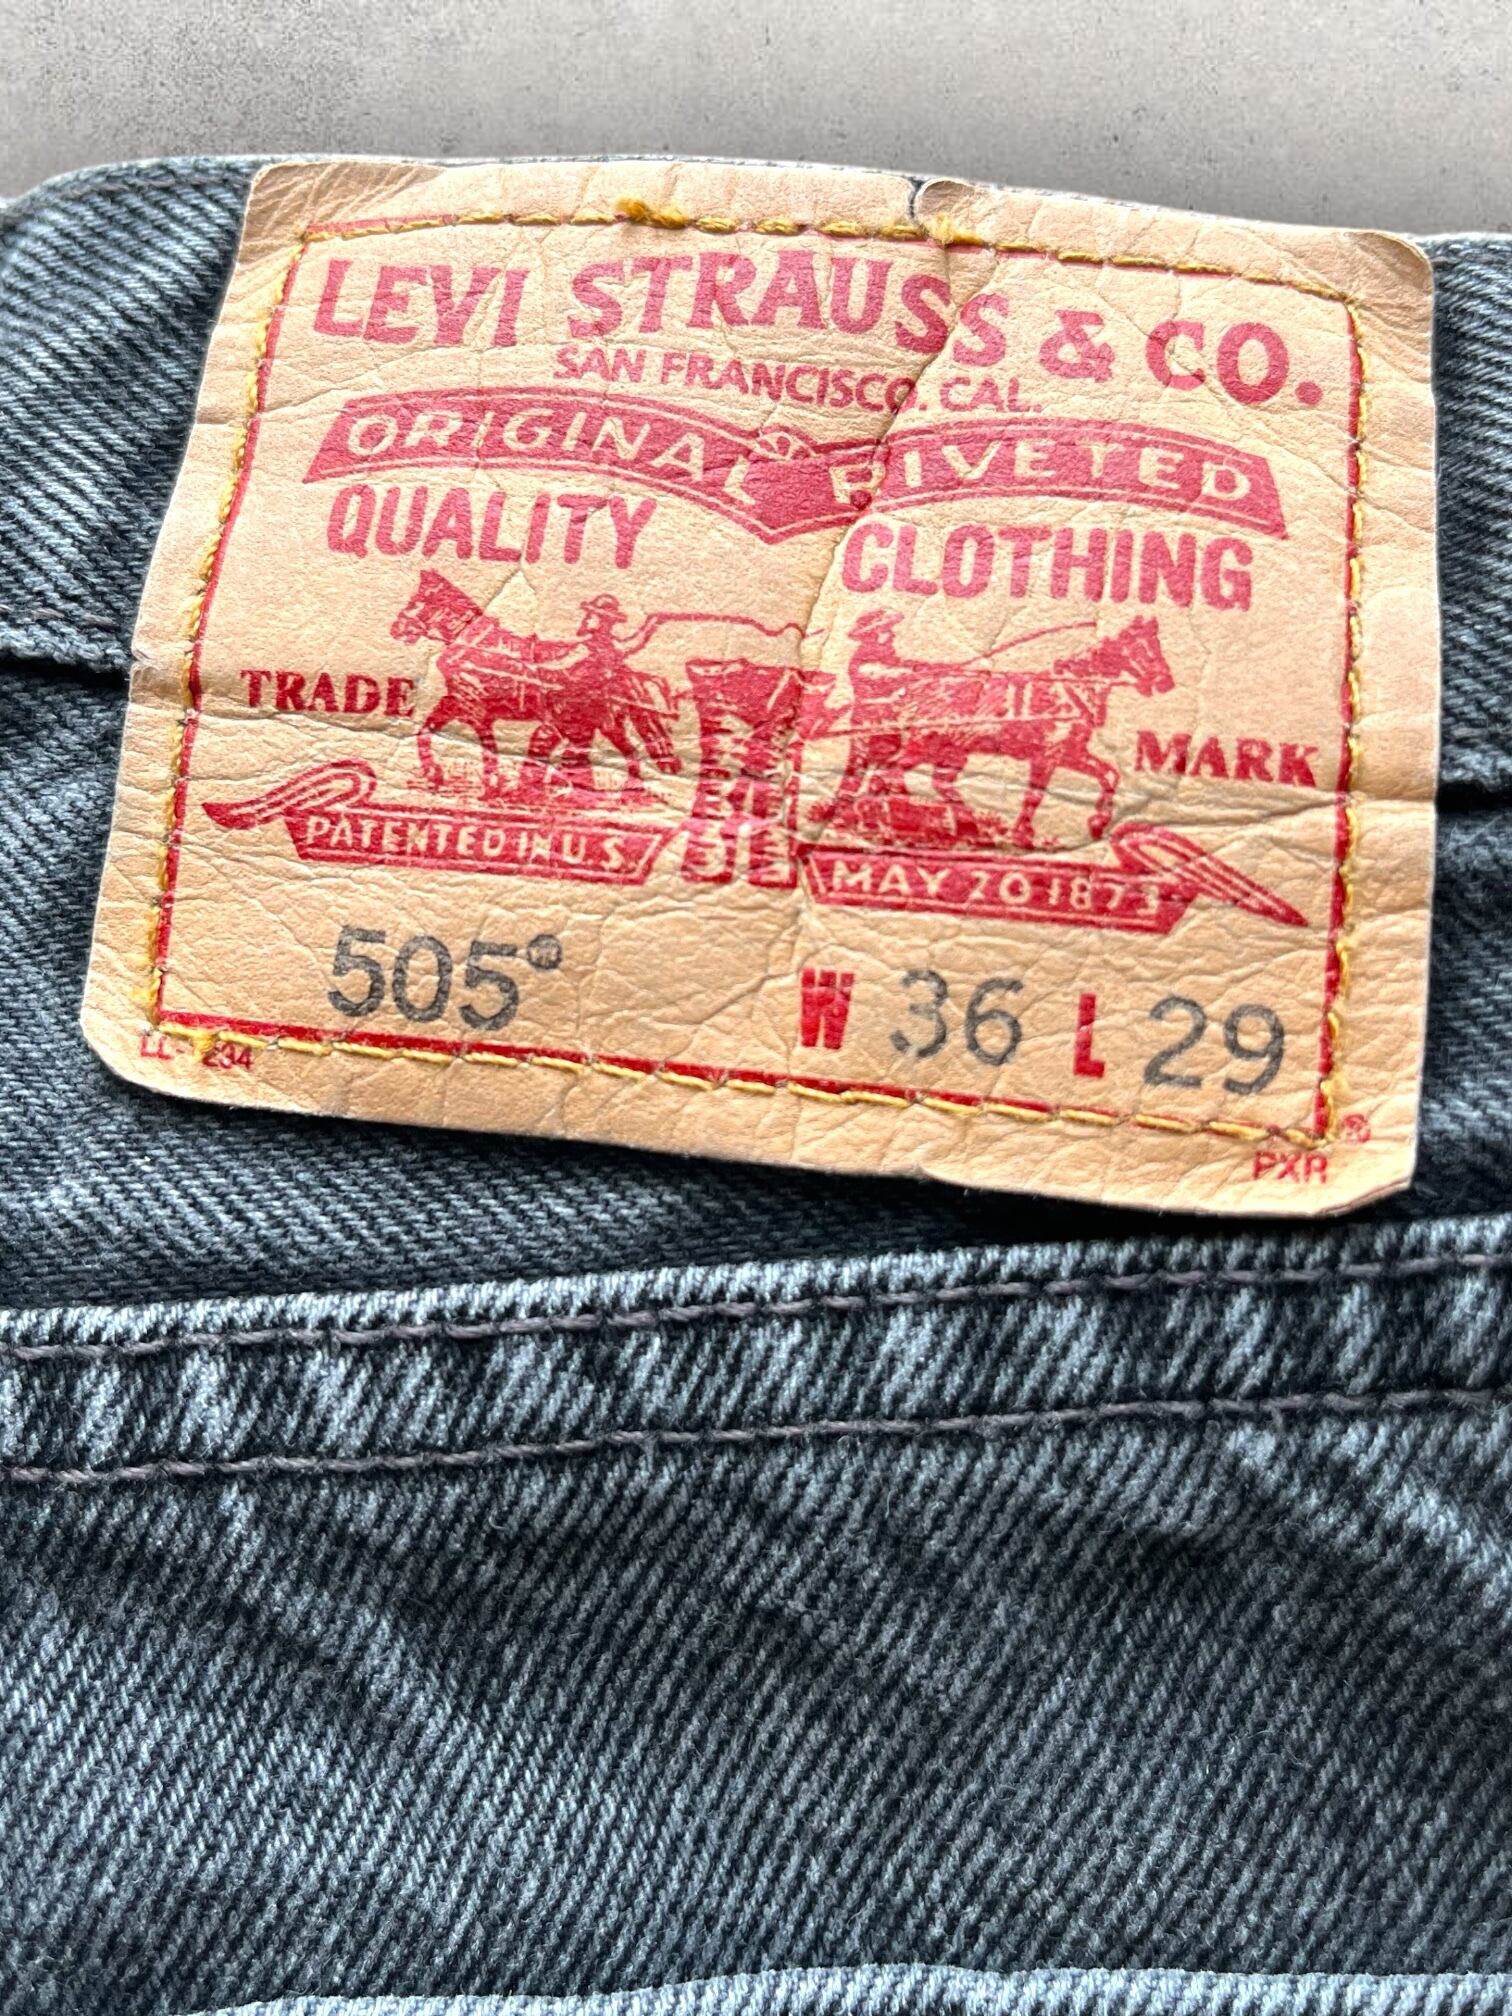 LEVI STRAUSS & CO.
SAN FRANCISCO. CAL.
ORIGINAL RIVETED
QUALITY CLOTHING
TRADE MARK
PATENTED IN U.S. MAY 20 1873
505® W 36 L 29
®
PXR